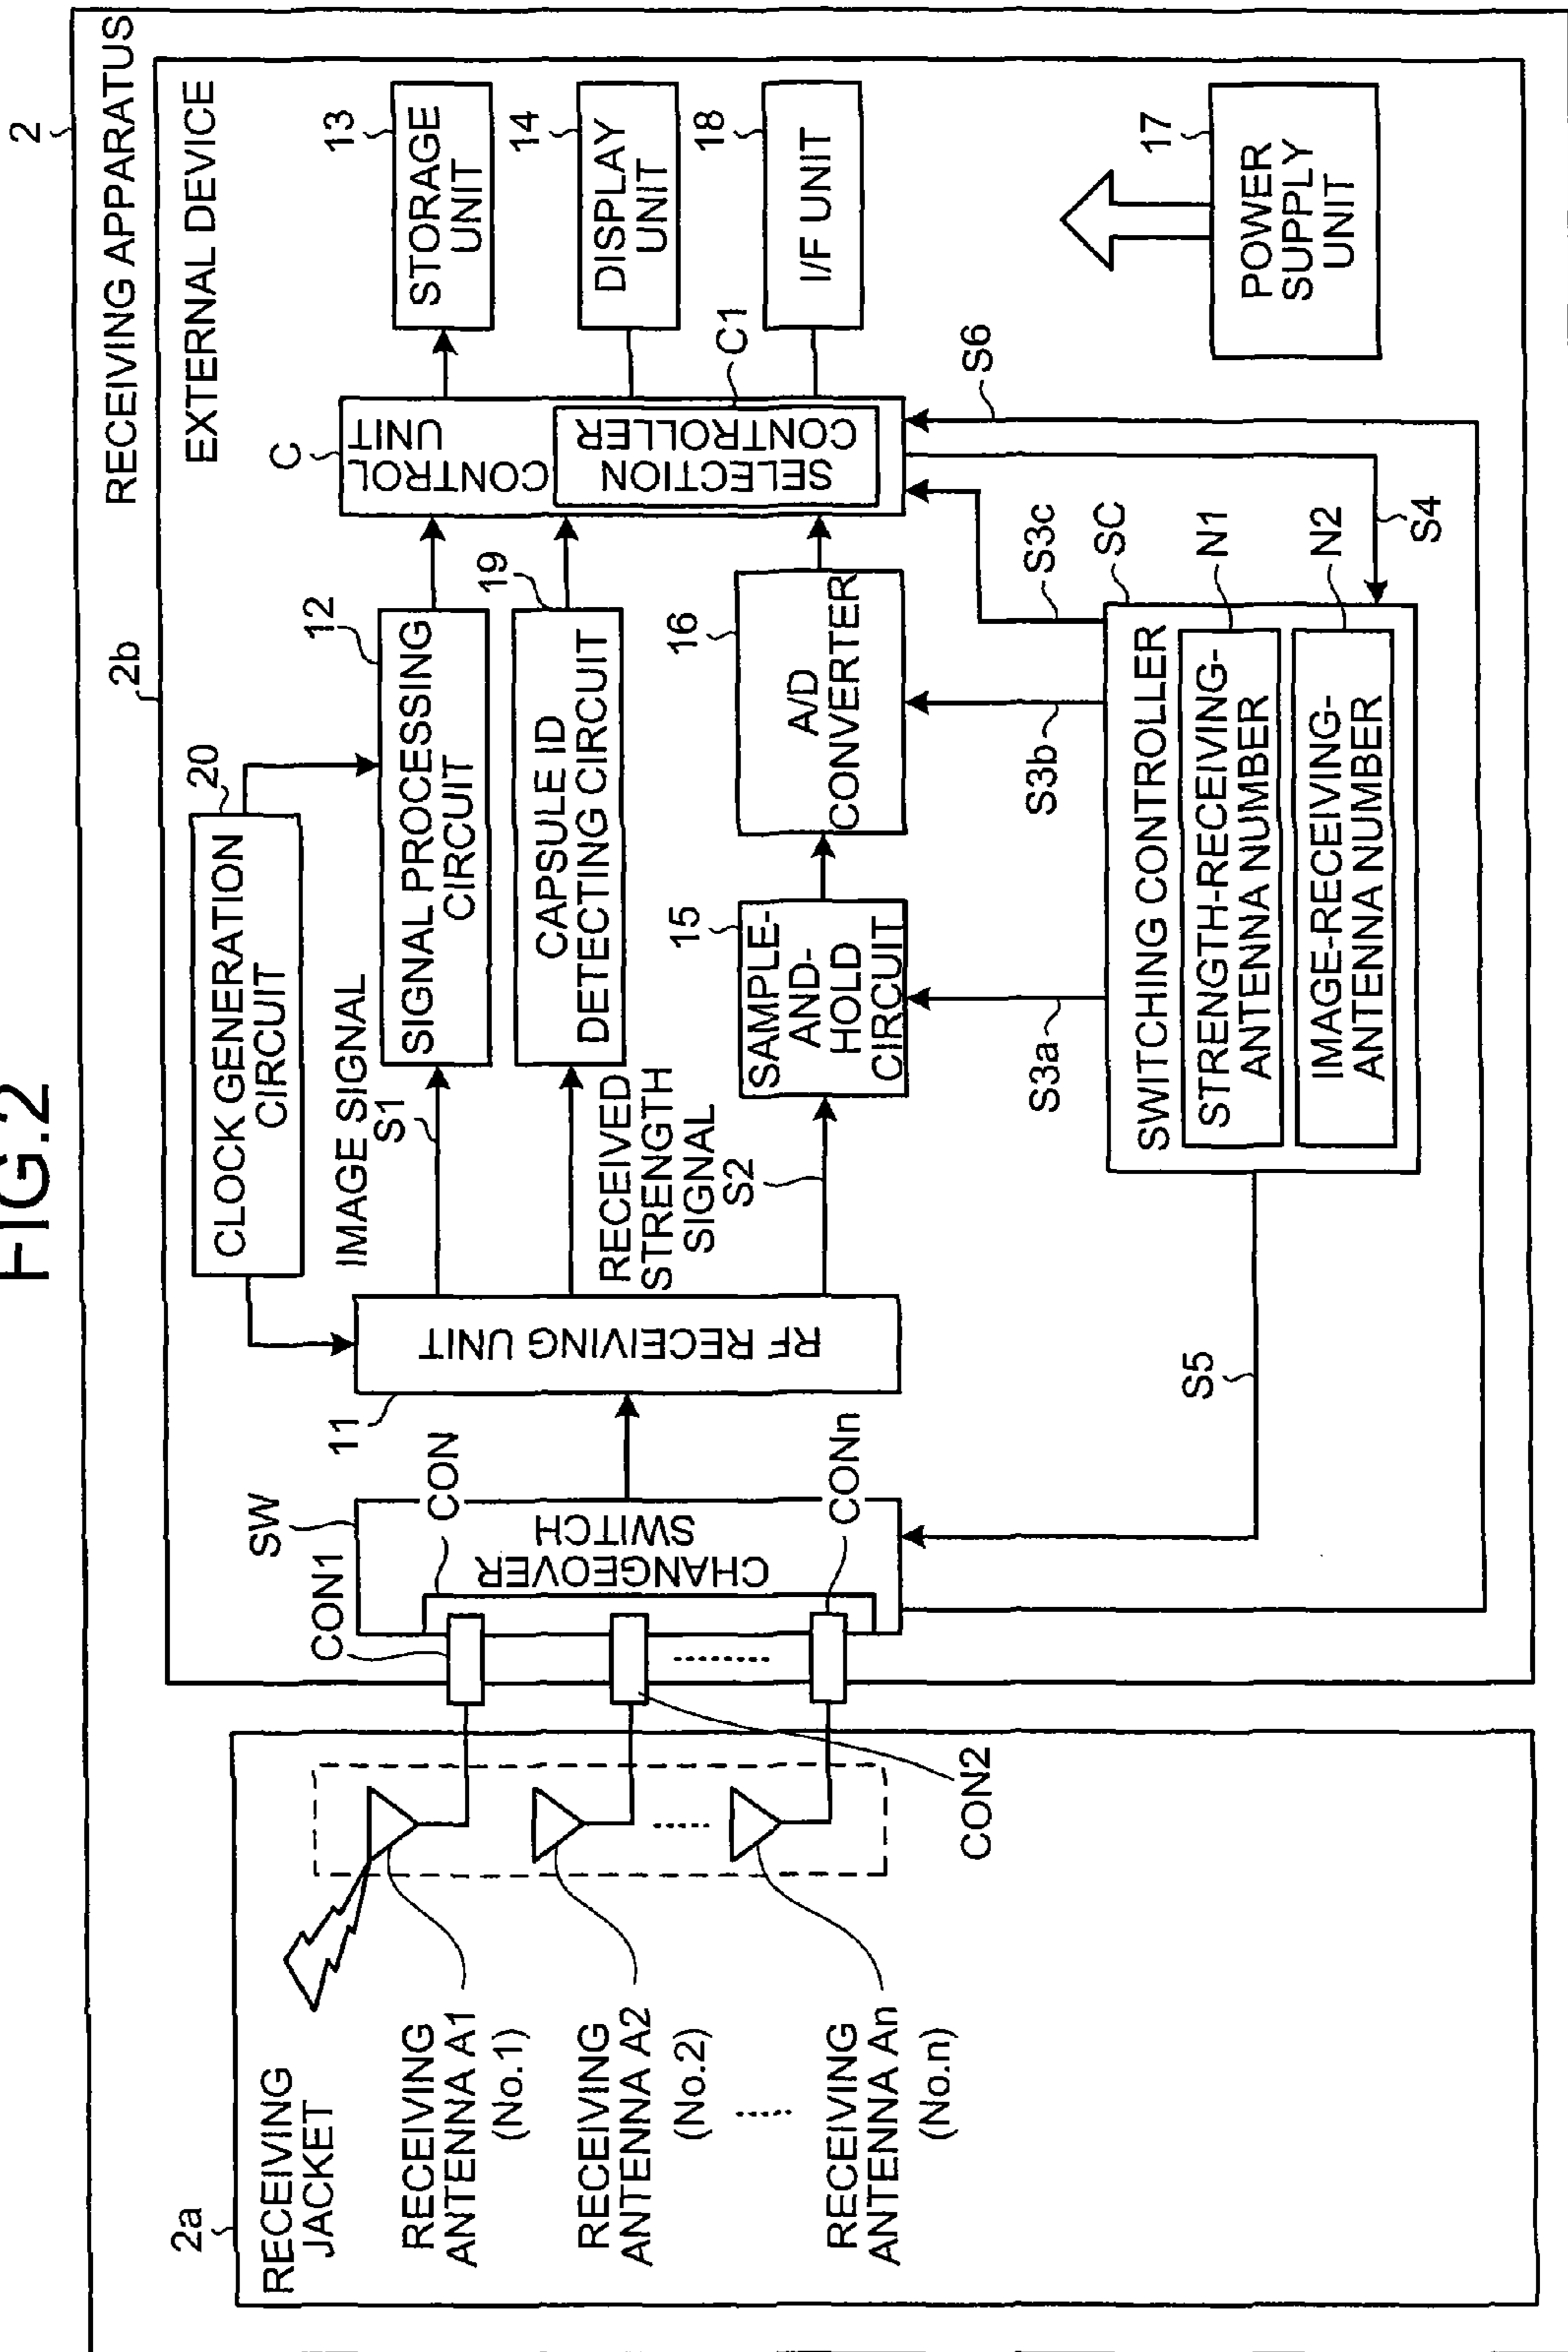 FIG.2
2
RECEIVING APPARATUS
2a
RECEIVING
JACKET
RECEIVING
ANTENNA A1
(No.1)
RECEIVING
ANTENNA A2
(No.2)
RECEIVING
ANTENNA An
(No.n)
2b
EXTERNAL DEVICE
CON1
CON2
CONn
CON
SW
CHANGEOVER
SWITCH
11
RF RECEIVING UNIT
20
CLOCK GENERATION
CIRCUIT
IMAGE SIGNAL
S1
RECEIVED
STRENGTH
SIGNAL
S2
12
SIGNAL PROCESSING
CIRCUIT
19
CAPSULE ID
DETECTING CIRCUIT
15
SAMPLE-
AND-
HOLD
CIRCUIT
16
A/D
CONVERTER
C
CONTROL
UNIT
C1
SELECTION
CONTROLLER
13
STORAGE
UNIT
14
DISPLAY
UNIT
18
I/F UNIT
S3a
S3b
S3c
SC
SWITCHING CONTROLLER
N1
STRENGTH-RECEIVING-
ANTENNA NUMBER
N2
IMAGE-RECEIVING-
ANTENNA NUMBER
S4
S5
S6
17
POWER
SUPPLY
UNIT